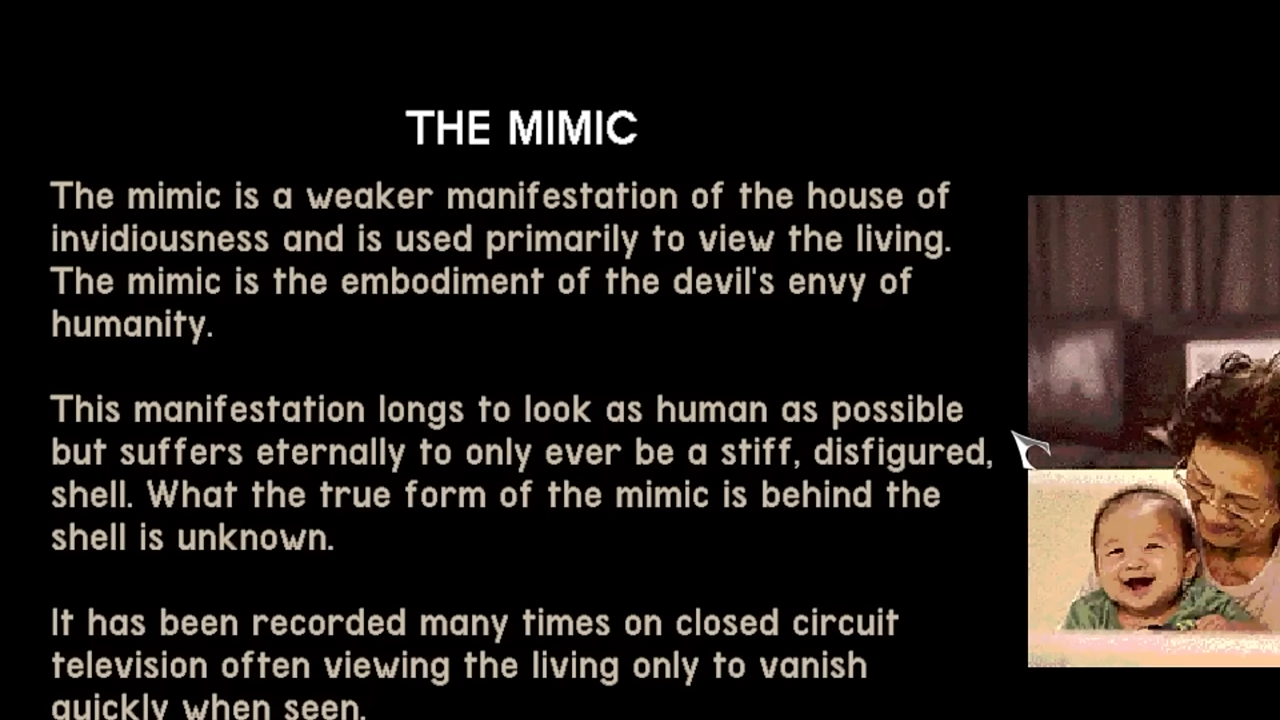 THE MIMIC
The mimic is a weaker manifestation of the house of
invidiousness and is used primarily to view the living.
The mimic is the embodiment of the devil's envy of
humanity.
This manifestation longs to look as human as possible
but suffers eternally to only ever be a stiff, disfigured,
shell. What the true form of the mimic is behind the
shell is unknown.
It has been recorded many times on closed circuit
television often viewing the living only to vanish
quickly when seen.